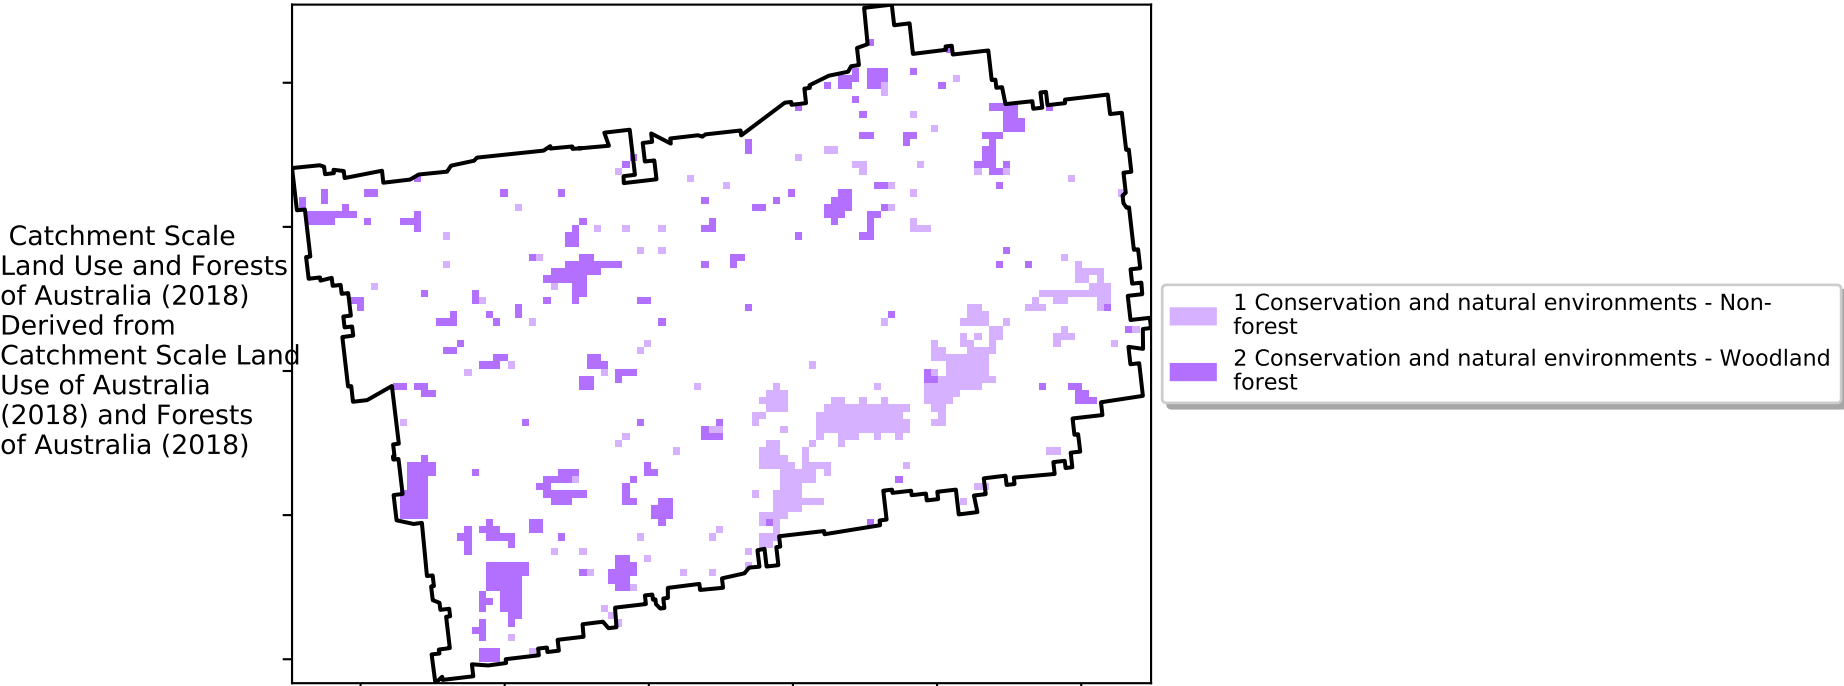 Catchment Scale
Land Use and Forests
of Australia (2018)
Derived from
Catchment Scale Land
Use of Australia
(2018) and Forests
of Australia (2018)
1 Conservation and natural environments - Non-
forest
2 Conservation and natural environments - Woodland
forest